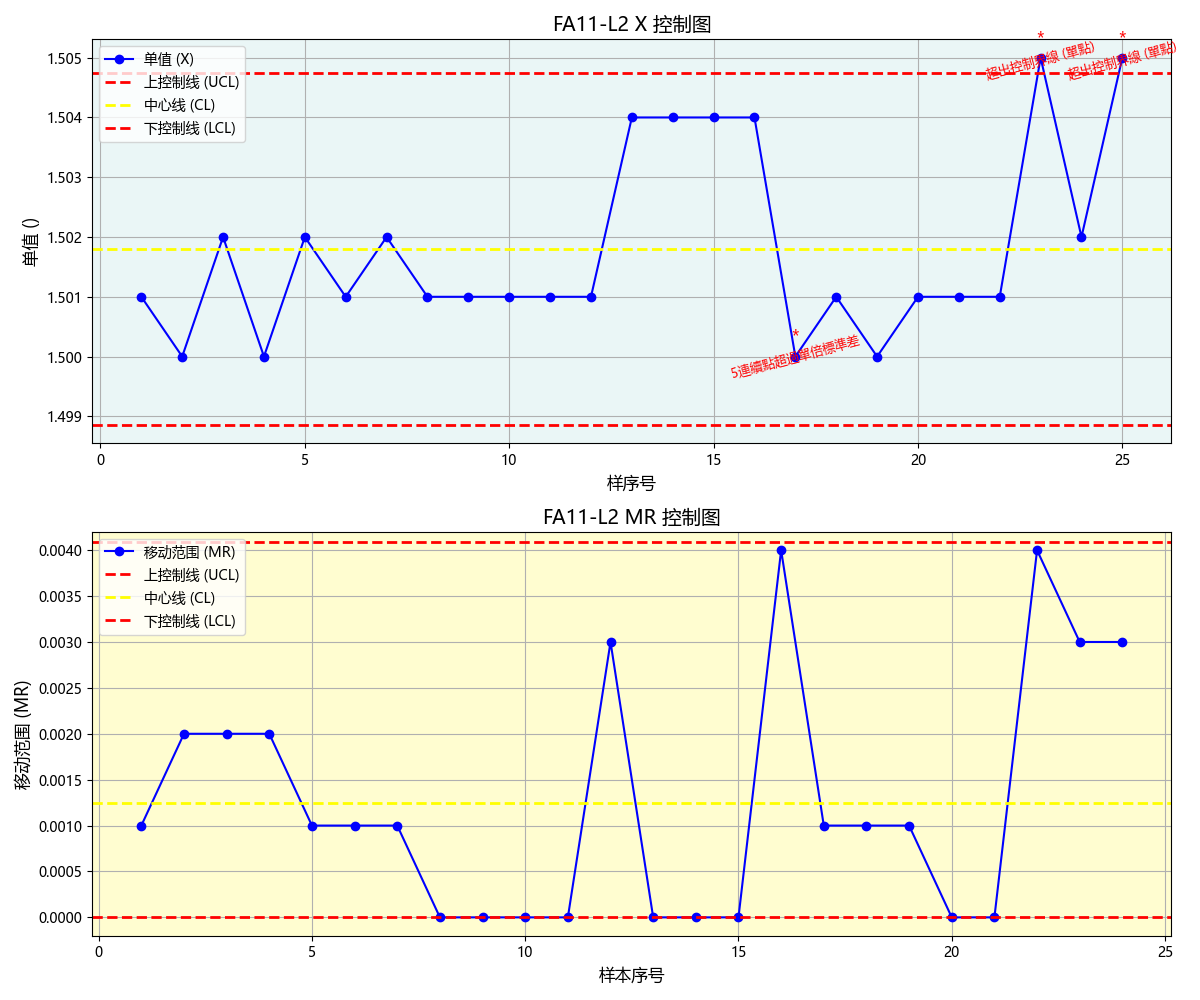 FA11-L2 X 控制图
单值 (X)
上控制线 (UCL)
中心线 (CL)
下控制线 (LCL)
单值 ()
1.505
1.504
1.503
1.502
1.501
1.500
1.499
*
超出控制界線 (單點)
*
超出控制界線 (單點)
*
5連續點超過單倍標準差
0
5
10
15
20
25
样序号
FA11-L2 MR 控制图
移动范围 (MR)
上控制线 (UCL)
中心线 (CL)
下控制线 (LCL)
移动范围 (MR)
0.0040
0.0035
0.0030
0.0025
0.0020
0.0015
0.0010
0.0005
0.0000
0
5
10
15
20
25
样本序号